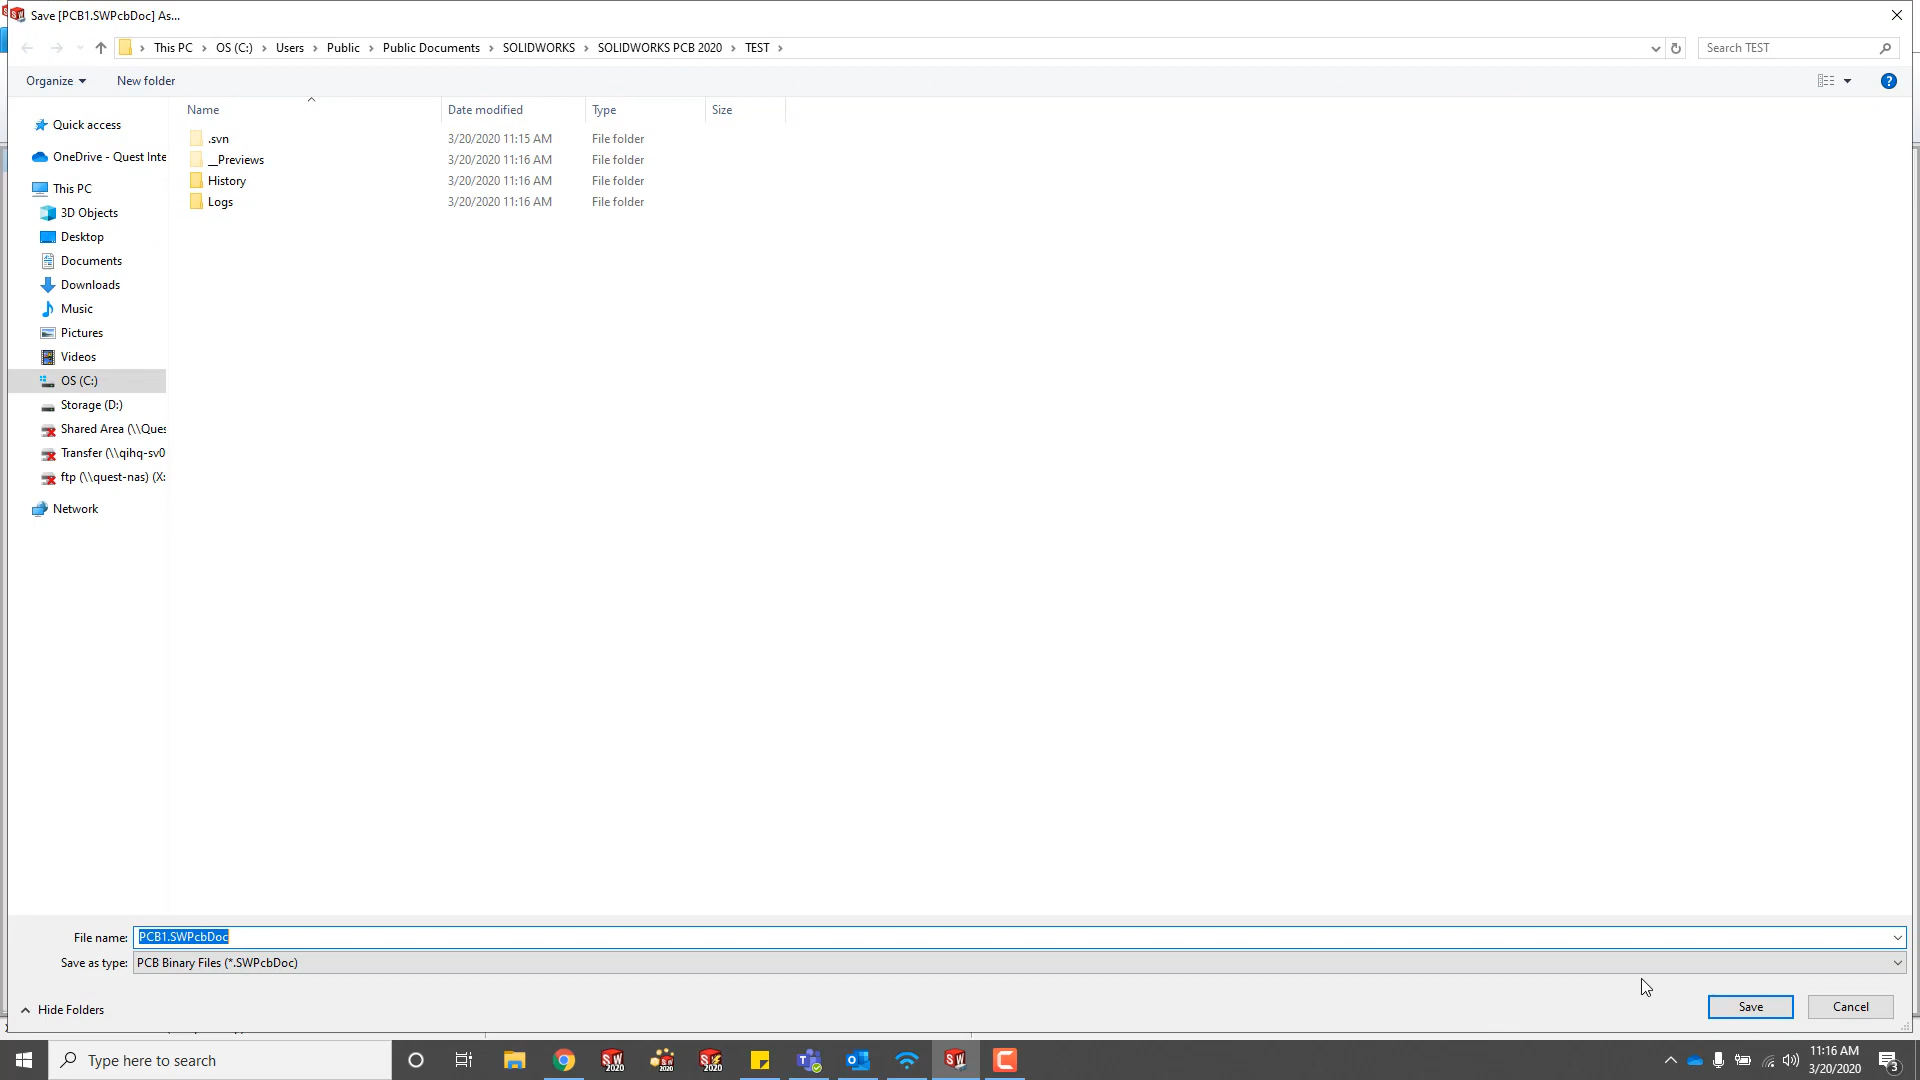 Save [PCB1.SWPcbDoc] As...
This PC > OS (C:) > Users > Public > Public Documents > SOLIDWORKS > SOLIDWORKS PCB 2020 > TEST >
Search TEST
Organize
New folder
Name
Date modified
Type
Size
.svn 3/20/2020 11:15 AM File folder
__Previews 3/20/2020 11:16 AM File folder
History 3/20/2020 11:16 AM File folder
Logs 3/20/2020 11:16 AM File folder
Quick access
OneDrive - Quest Inte
This PC
3D Objects
Desktop
Documents
Downloads
Music
Pictures
Videos
OS (C:)
Storage (D:)
Shared Area (\\Ques
Transfer (\\qihq-sv0
ftp (\\quest-nas) (X:
Network
File name: PCB1.SWPcbDoc
Save as type: PCB Binary Files (*.SWPcbDoc)
Hide Folders
Save
Cancel
Type here to search
SW 2020
2020
2020
11:16 AM
3/20/2020
3